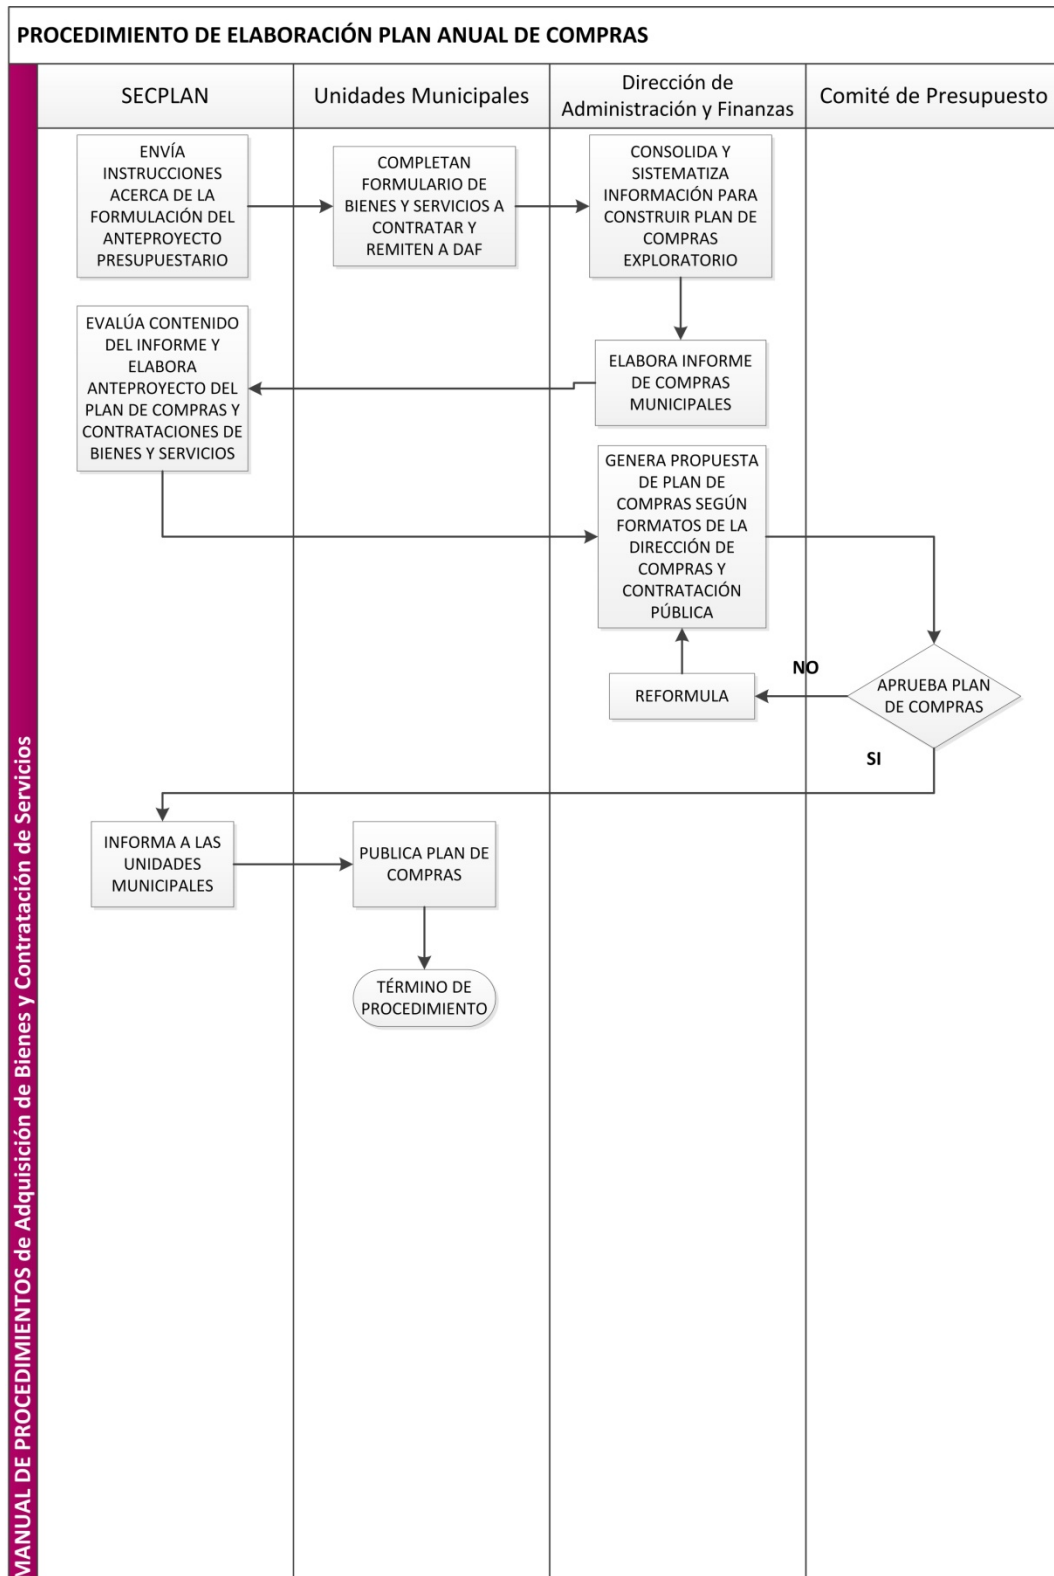 PROCEDIMIENTO DE ELABORACIÓN PLAN ANUAL DE COMPRAS
MANUAL DE PROCEDIMIENTOS de Adquisición de Bienes y Contratación de Servicios
SECPLAN
Unidades Municipales
Dirección de
Administración y Finanzas
Comité de Presupuesto
ENVÍA
INSTRUCCIONES
ACERCA DE LA
FORMULACIÓN DEL
ANTEPROYECTO
PRESUPUESTARIO
COMPLETAN
FORMULARIO DE
BIENES Y SERVICIOS A
CONTRATAR Y
REMITEN A DAF
CONSOLIDA Y
SISTEMATIZA
INFORMACIÓN PARA
CONSTRUIR PLAN DE
COMPRAS
EXPLORATORIO
ELABORA INFORME
DE COMPRAS
MUNICIPALES
EVALÚA CONTENIDO
DEL INFORME Y
ELABORA
ANTEPROYECTO DEL
PLAN DE COMPRAS Y
CONTRATACIONES DE
BIENES Y SERVICIOS
GENERA PROPUESTA
DE PLAN DE
COMPRAS SEGÚN
FORMATOS DE LA
DIRECCIÓN DE
COMPRAS Y
CONTRATACIÓN
PÚBLICA
APRUEBA PLAN
DE COMPRAS
NO
REFORMULA
SI
INFORMA A LAS
UNIDADES
MUNICIPALES
PUBLICA PLAN DE
COMPRAS
TÉRMINO DE
PROCEDIMIENTO